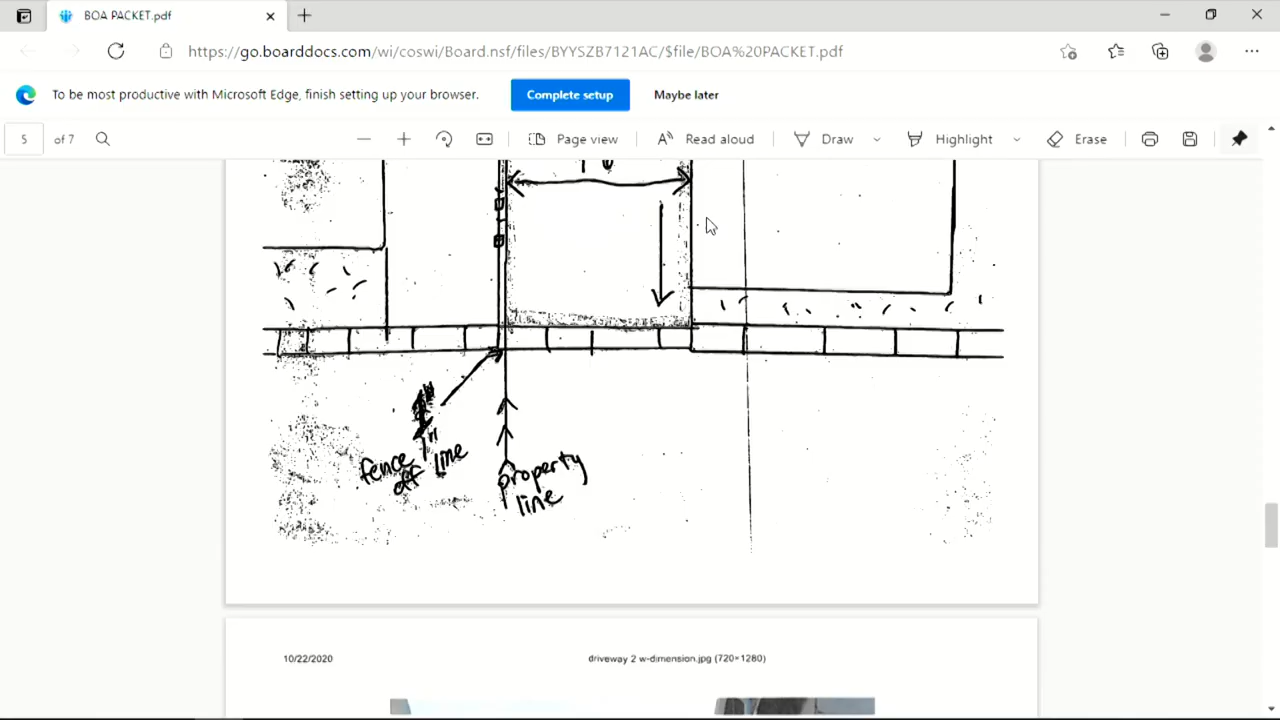 BOA PACKET.pdf
https://go.boarddocs.com/wi/coswi/Board.nsf/files/BYYSZB7121AC/$file/BOA%20PACKET.pdf
To be most productive with Microsoft Edge, finish setting up your browser.
Complete setup
Maybe later
5 of 7
Page view
Read aloud
Draw
Highlight
Erase
fence
off line
property
line
10/22/2020
driveway 2 w-dimension.jpg (720×1280)